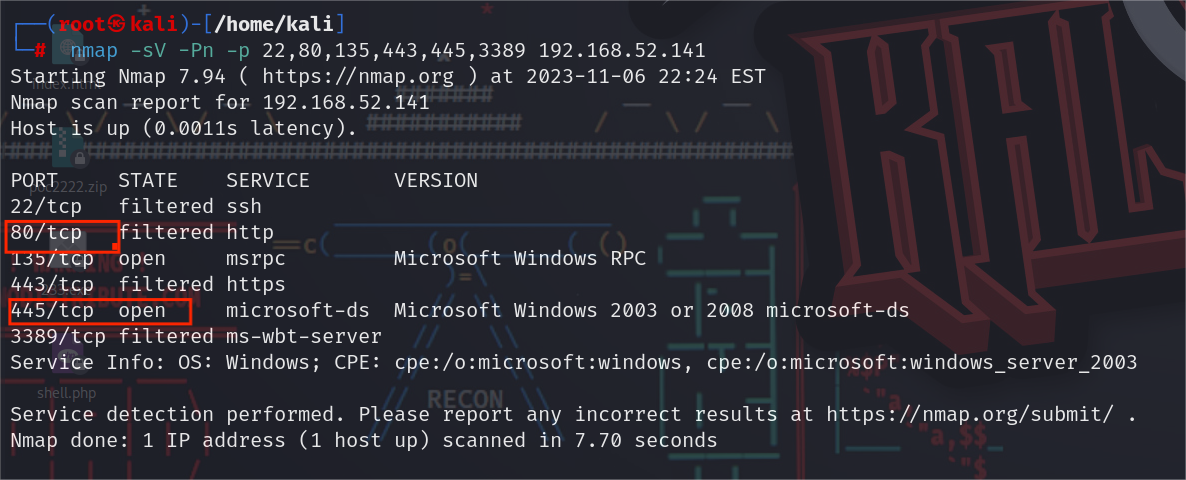 (root㉿kali)-[/home/kali]
# nmap -sV -Pn -p 22,80,135,443,445,3389 192.168.52.141
Starting Nmap 7.94 ( https://nmap.org ) at 2023-11-06 22:24 EST
Nmap scan report for 192.168.52.141
Host is up (0.0011s latency).
PORT STATE SERVICE VERSION
22/tcp filtered ssh
80/tcp filtered http
135/tcp open msrpc Microsoft Windows RPC
443/tcp filtered https
445/tcp open microsoft-ds Microsoft Windows 2003 or 2008 microsoft-ds
3389/tcp filtered ms-wbt-server
Service Info: OS: Windows; CPE: cpe:/o:microsoft:windows, cpe:/o:microsoft:windows_server_2003
shell.php
RECON
Service detection performed. Please report any incorrect results at https://nmap.org/submit/ .
Nmap done: 1 IP address (1 host up) scanned in 7.70 seconds